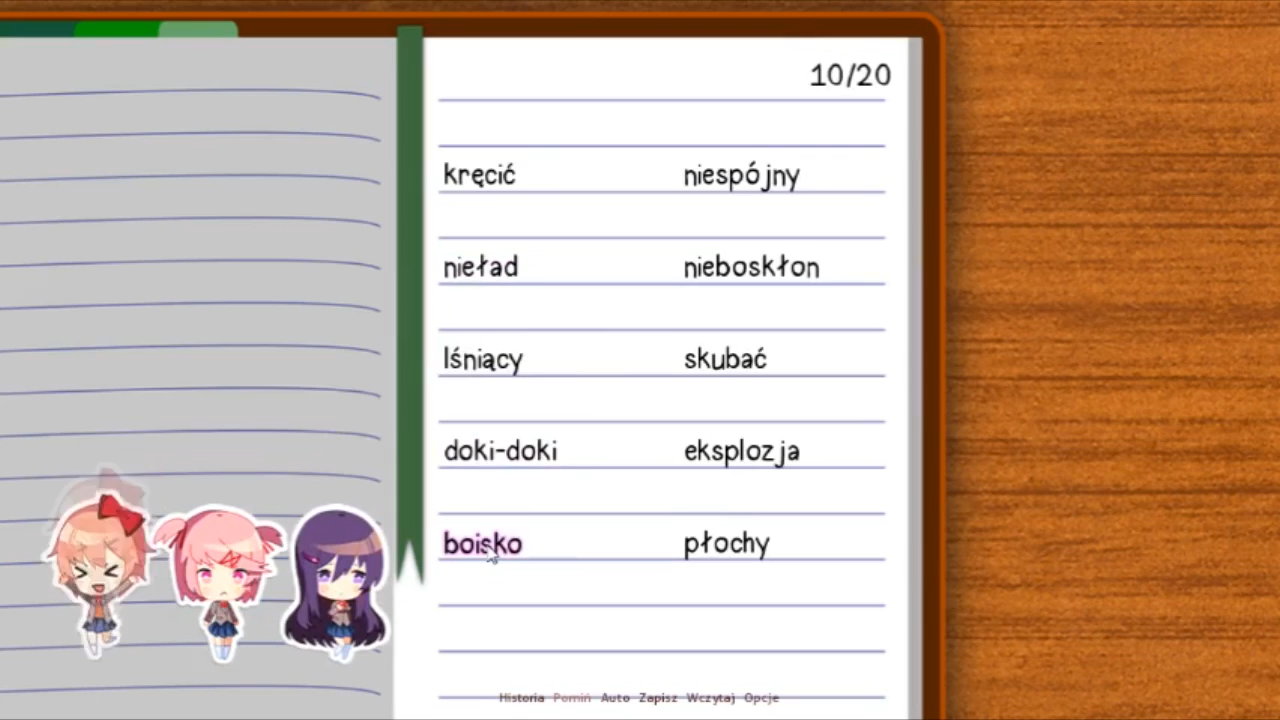 10/20
kręcić niespójny
nieład nieboskłon
lśniący skubać
doki-doki eksplozja
boisko płochy
Historia Pomiń Auto Zapisz Wczytaj Opcje